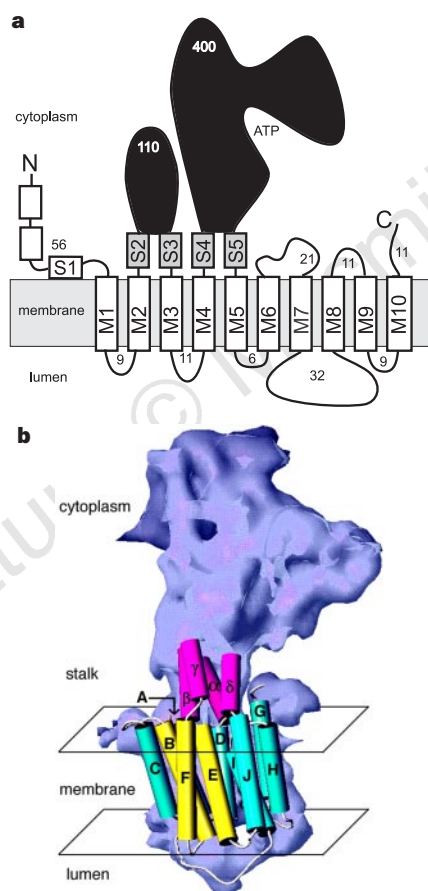 a
400
cytoplasm
ATP
110
N
C
56
S1
S2
S3
S4
S5
21
11
11
membrane
M1
M2
M3
M4
M5
M6
M7
M8
M9
M10
9
11
6
9
32
lumen
b
cytoplasm
stalk
γ
β
α
δ
A
G
B
D
C
F
E
I
J
H
membrane
lumen